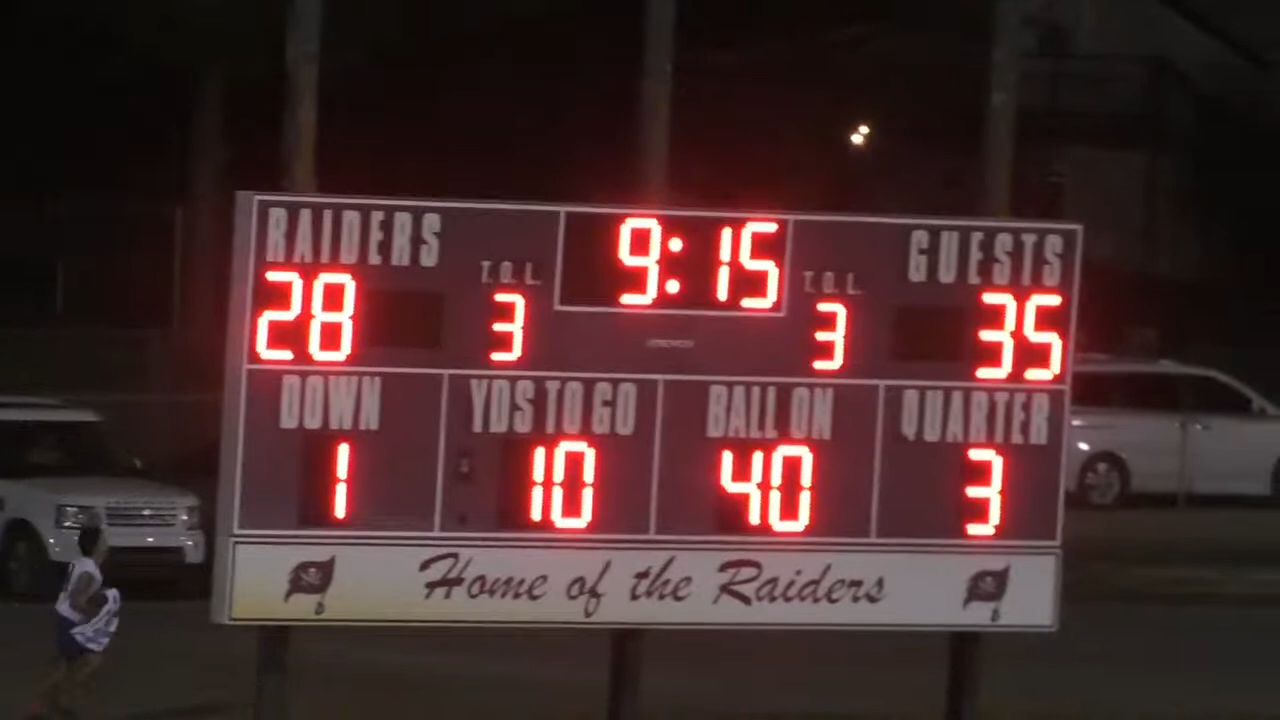 RAIDERS 9:15 GUESTS
T.O.L. T.O.L.
28 3 3 35
DOWN YDS TO GO BALL ON QUARTER
1 10 40 3
Home of the Raiders